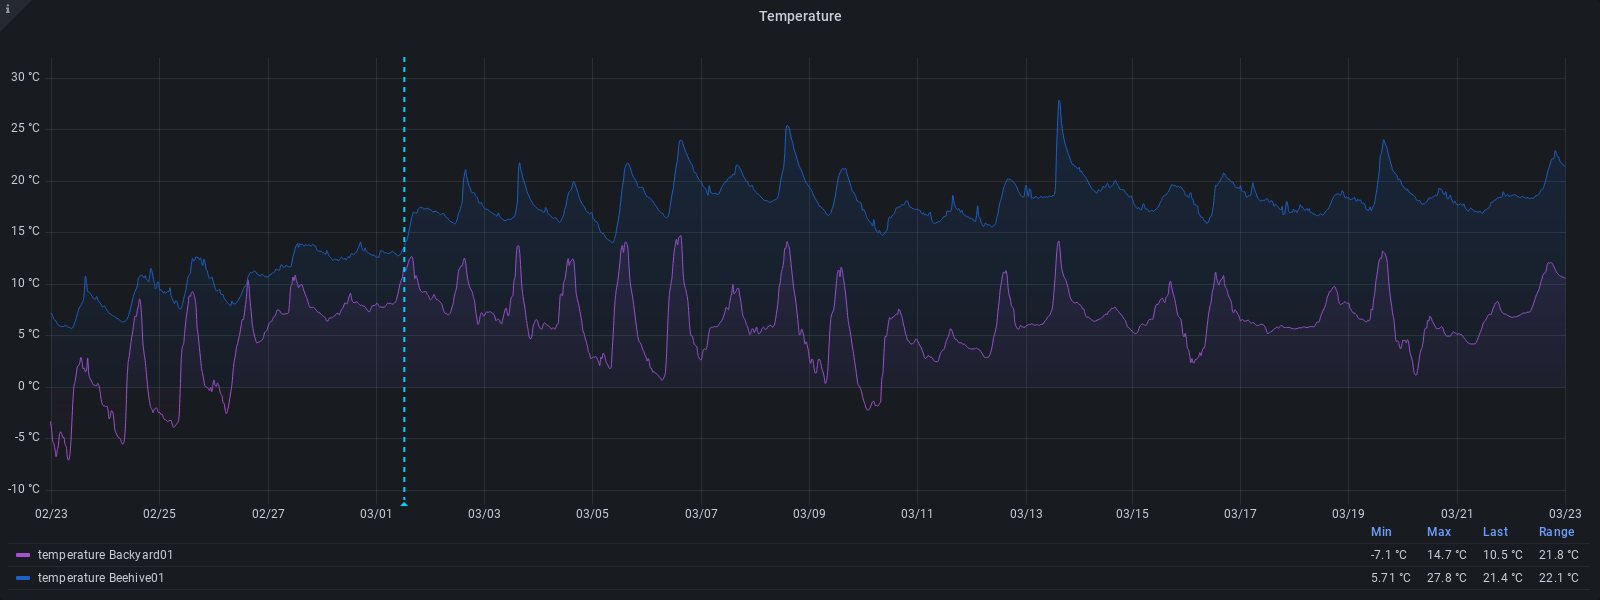 i
Temperature
30 °C
25 °C
20 °C
15 °C
10 °C
5 °C
0 °C
-5 °C
-10 °C
02/23 02/25 02/27 03/01 03/03 03/05 03/07 03/09 03/11 03/13 03/15 03/17 03/19 03/21 03/23
Min Max Last Range
temperature Backyard01 -7.1 °C 14.7 °C 10.5 °C 21.8 °C
temperature Beehive01 5.71 °C 27.8 °C 21.4 °C 22.1 °C